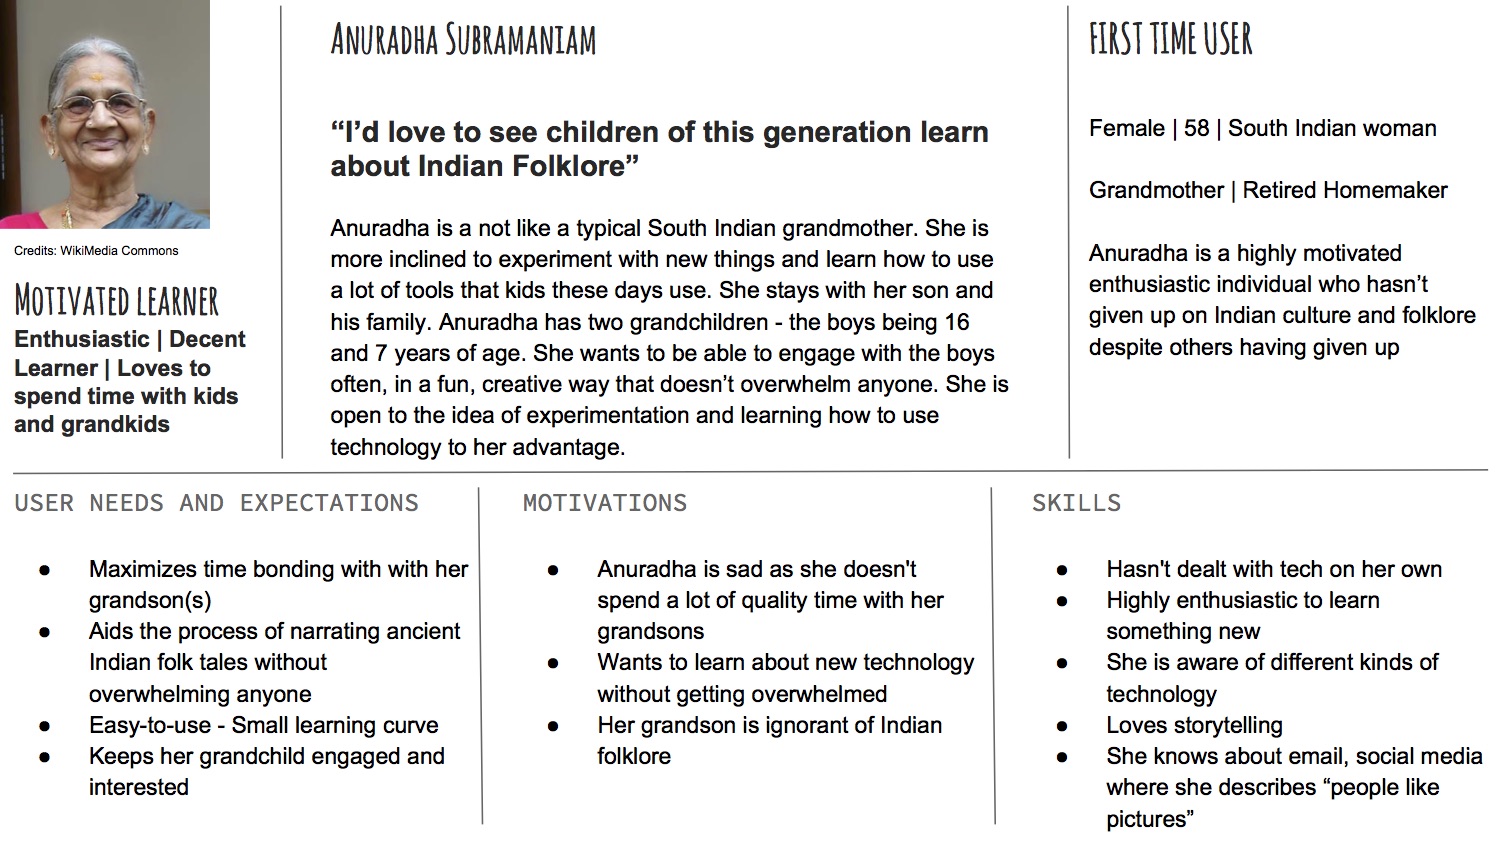 Credits: WikiMedia Commons
MOTIVATED LEARNER
Enthusiastic | Decent
Learner | Loves to
spend time with kids
and grandkids
ANURADHA SUBRAMANIAM
“I’d love to see children of this generation learn
about Indian Folklore”
Anuradha is a not like a typical South Indian grandmother. She is
more inclined to experiment with new things and learn how to use
a lot of tools that kids these days use. She stays with her son and
his family. Anuradha has two grandchildren - the boys being 16
and 7 years of age. She wants to be able to engage with the boys
often, in a fun, creative way that doesn’t overwhelm anyone. She is
open to the idea of experimentation and learning how to use
technology to her advantage.
FIRST TIME USER
Female | 58 | South Indian woman
Grandmother | Retired Homemaker
Anuradha is a highly motivated
enthusiastic individual who hasn’t
given up on Indian culture and folklore
despite others having given up
USER NEEDS AND EXPECTATIONS
● Maximizes time bonding with with her
grandson(s)
● Aids the process of narrating ancient
Indian folk tales without
overwhelming anyone
● Easy-to-use - Small learning curve
● Keeps her grandchild engaged and
interested
MOTIVATIONS
● Anuradha is sad as she doesn't
spend a lot of quality time with her
grandsons
● Wants to learn about new technology
without getting overwhelmed
● Her grandson is ignorant of Indian
folklore
SKILLS
● Hasn't dealt with tech on her own
● Highly enthusiastic to learn
something new
● She is aware of different kinds of
technology
● Loves storytelling
● She knows about email, social media
where she describes “people like
pictures”